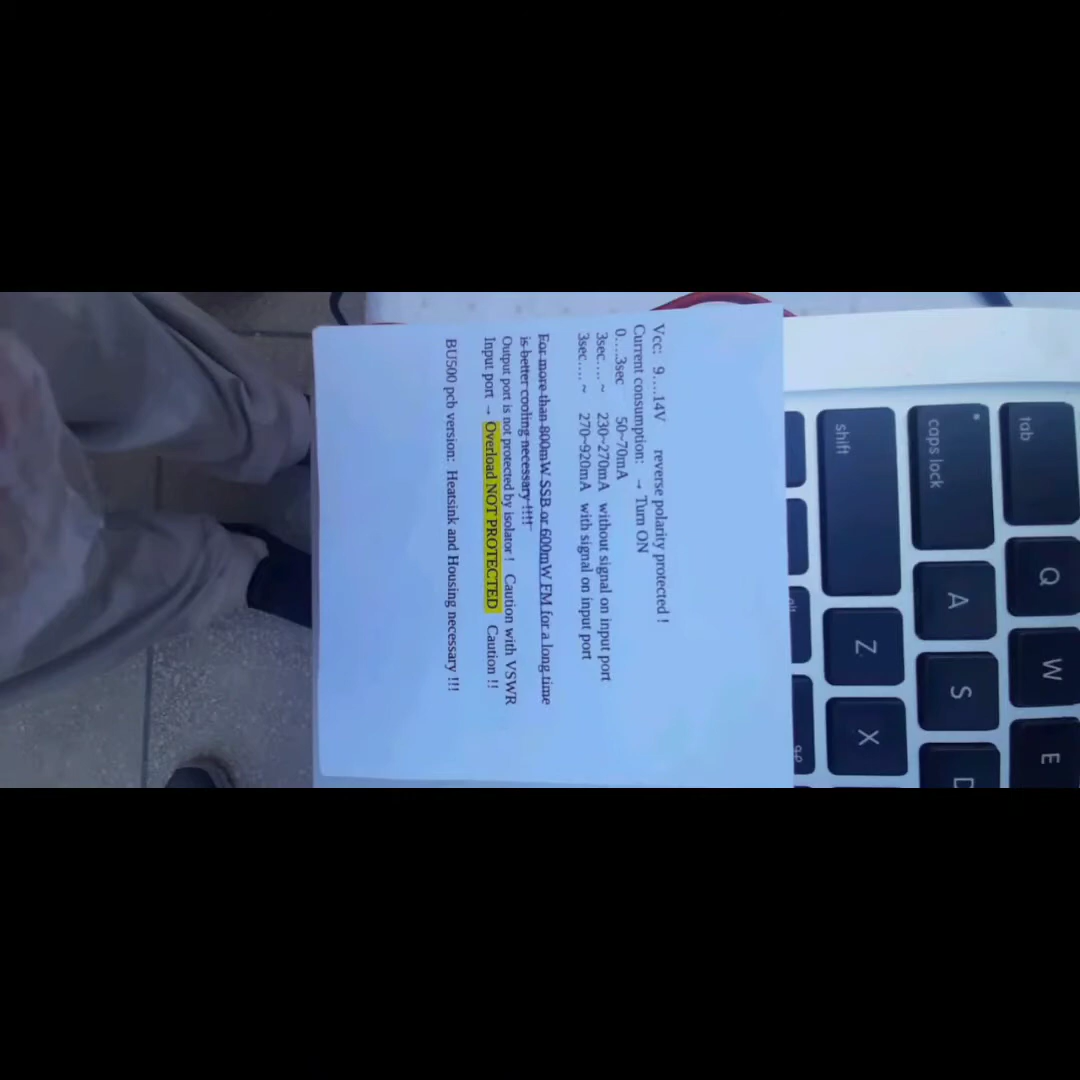 Vcc: 9....14V reverse polarity protected !
Current consumption: → Turn ON
0....3sec 50~70mA
3sec.... ~ 230~270mA without signal on input port
3sec.... ~ 270~920mA with signal on input port
For more than 800mW SSB or 600mW FM for a long time
is better cooling necessary !!!!
Output port is not protected by isolator ! Caution with VSWR
Input port → Overload NOT PROTECTED Caution !!
BU500 pcb version: Heatsink and Housing necessary !!!
tab
Q
W
E
caps lock
A
S
D
shift
Z
X
alt